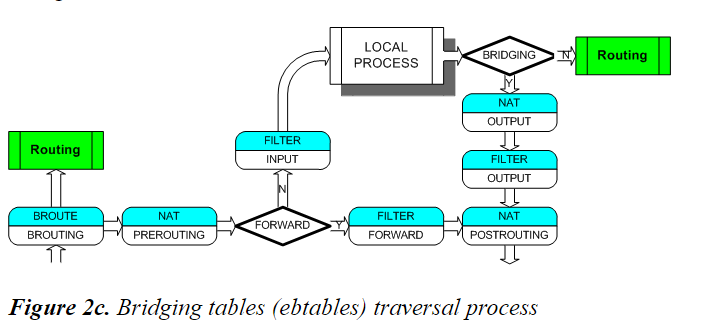 LOCAL
PROCESS
BRIDGING
N
Routing
Y
NAT
OUTPUT
FILTER
INPUT
FILTER
OUTPUT
Routing
N
BROUTE
BROUTING
NAT
PREROUTING
FORWARD
Y
FILTER
FORWARD
NAT
POSTROUTING
Figure 2c. Bridging tables (ebtables) traversal process